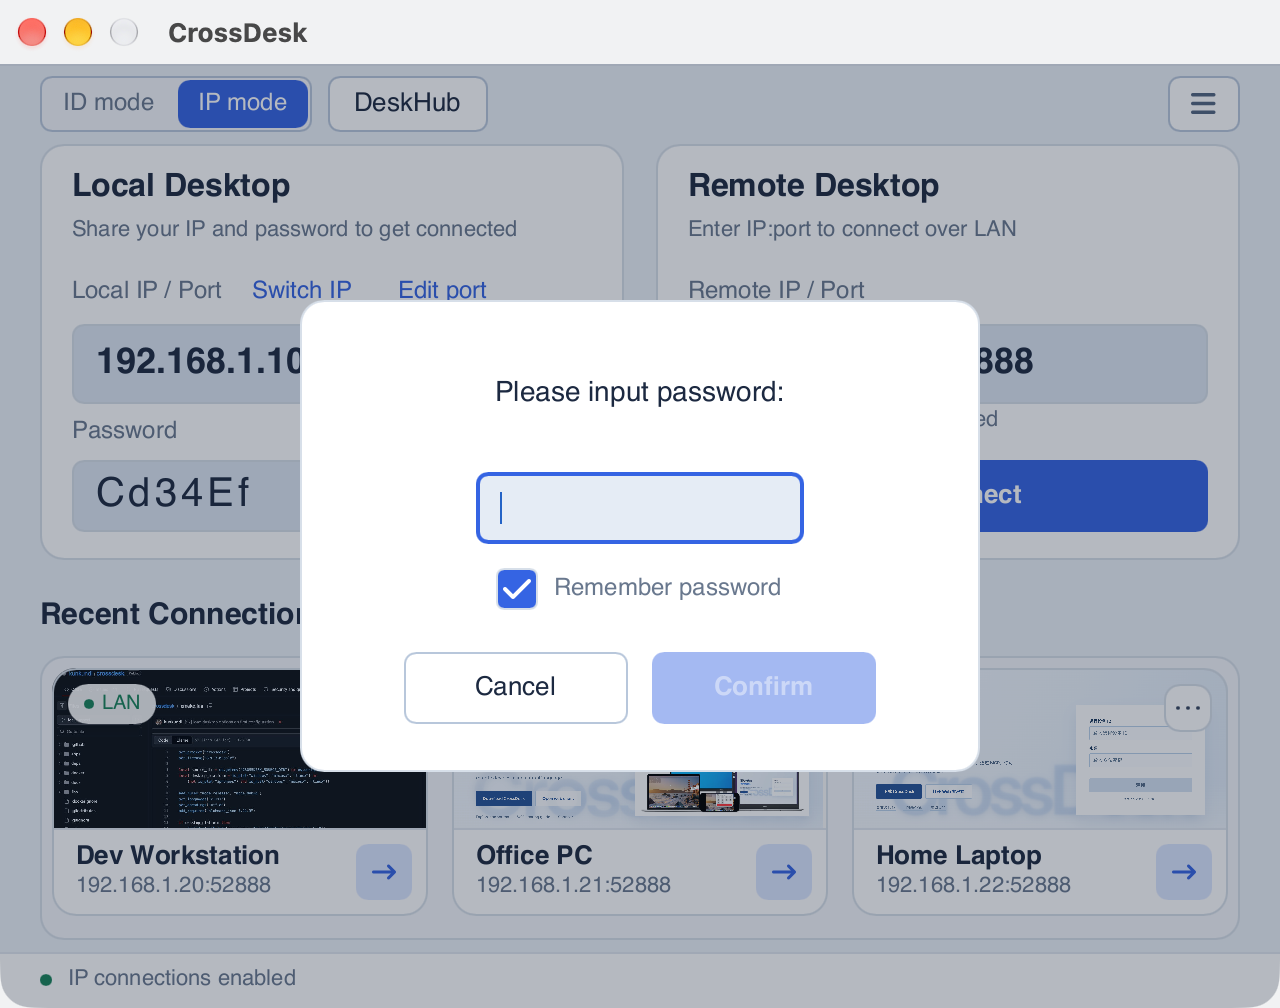 CrossDesk
ID mode
IP mode
DeskHub
Local Desktop
Share your IP and password to get connected
Local IP / Port
Switch IP
Edit port
192.168.1.10
Password
Cd34Ef
Remote Desktop
Enter IP:port to connect over LAN
Remote IP / Port
888
ed
nect
Please input password:
Remember password
Cancel
Confirm
Recent Connection
LAN
Dev Workstation
192.168.1.20:52888
Office PC
192.168.1.21:52888
Home Laptop
192.168.1.22:52888
IP connections enabled